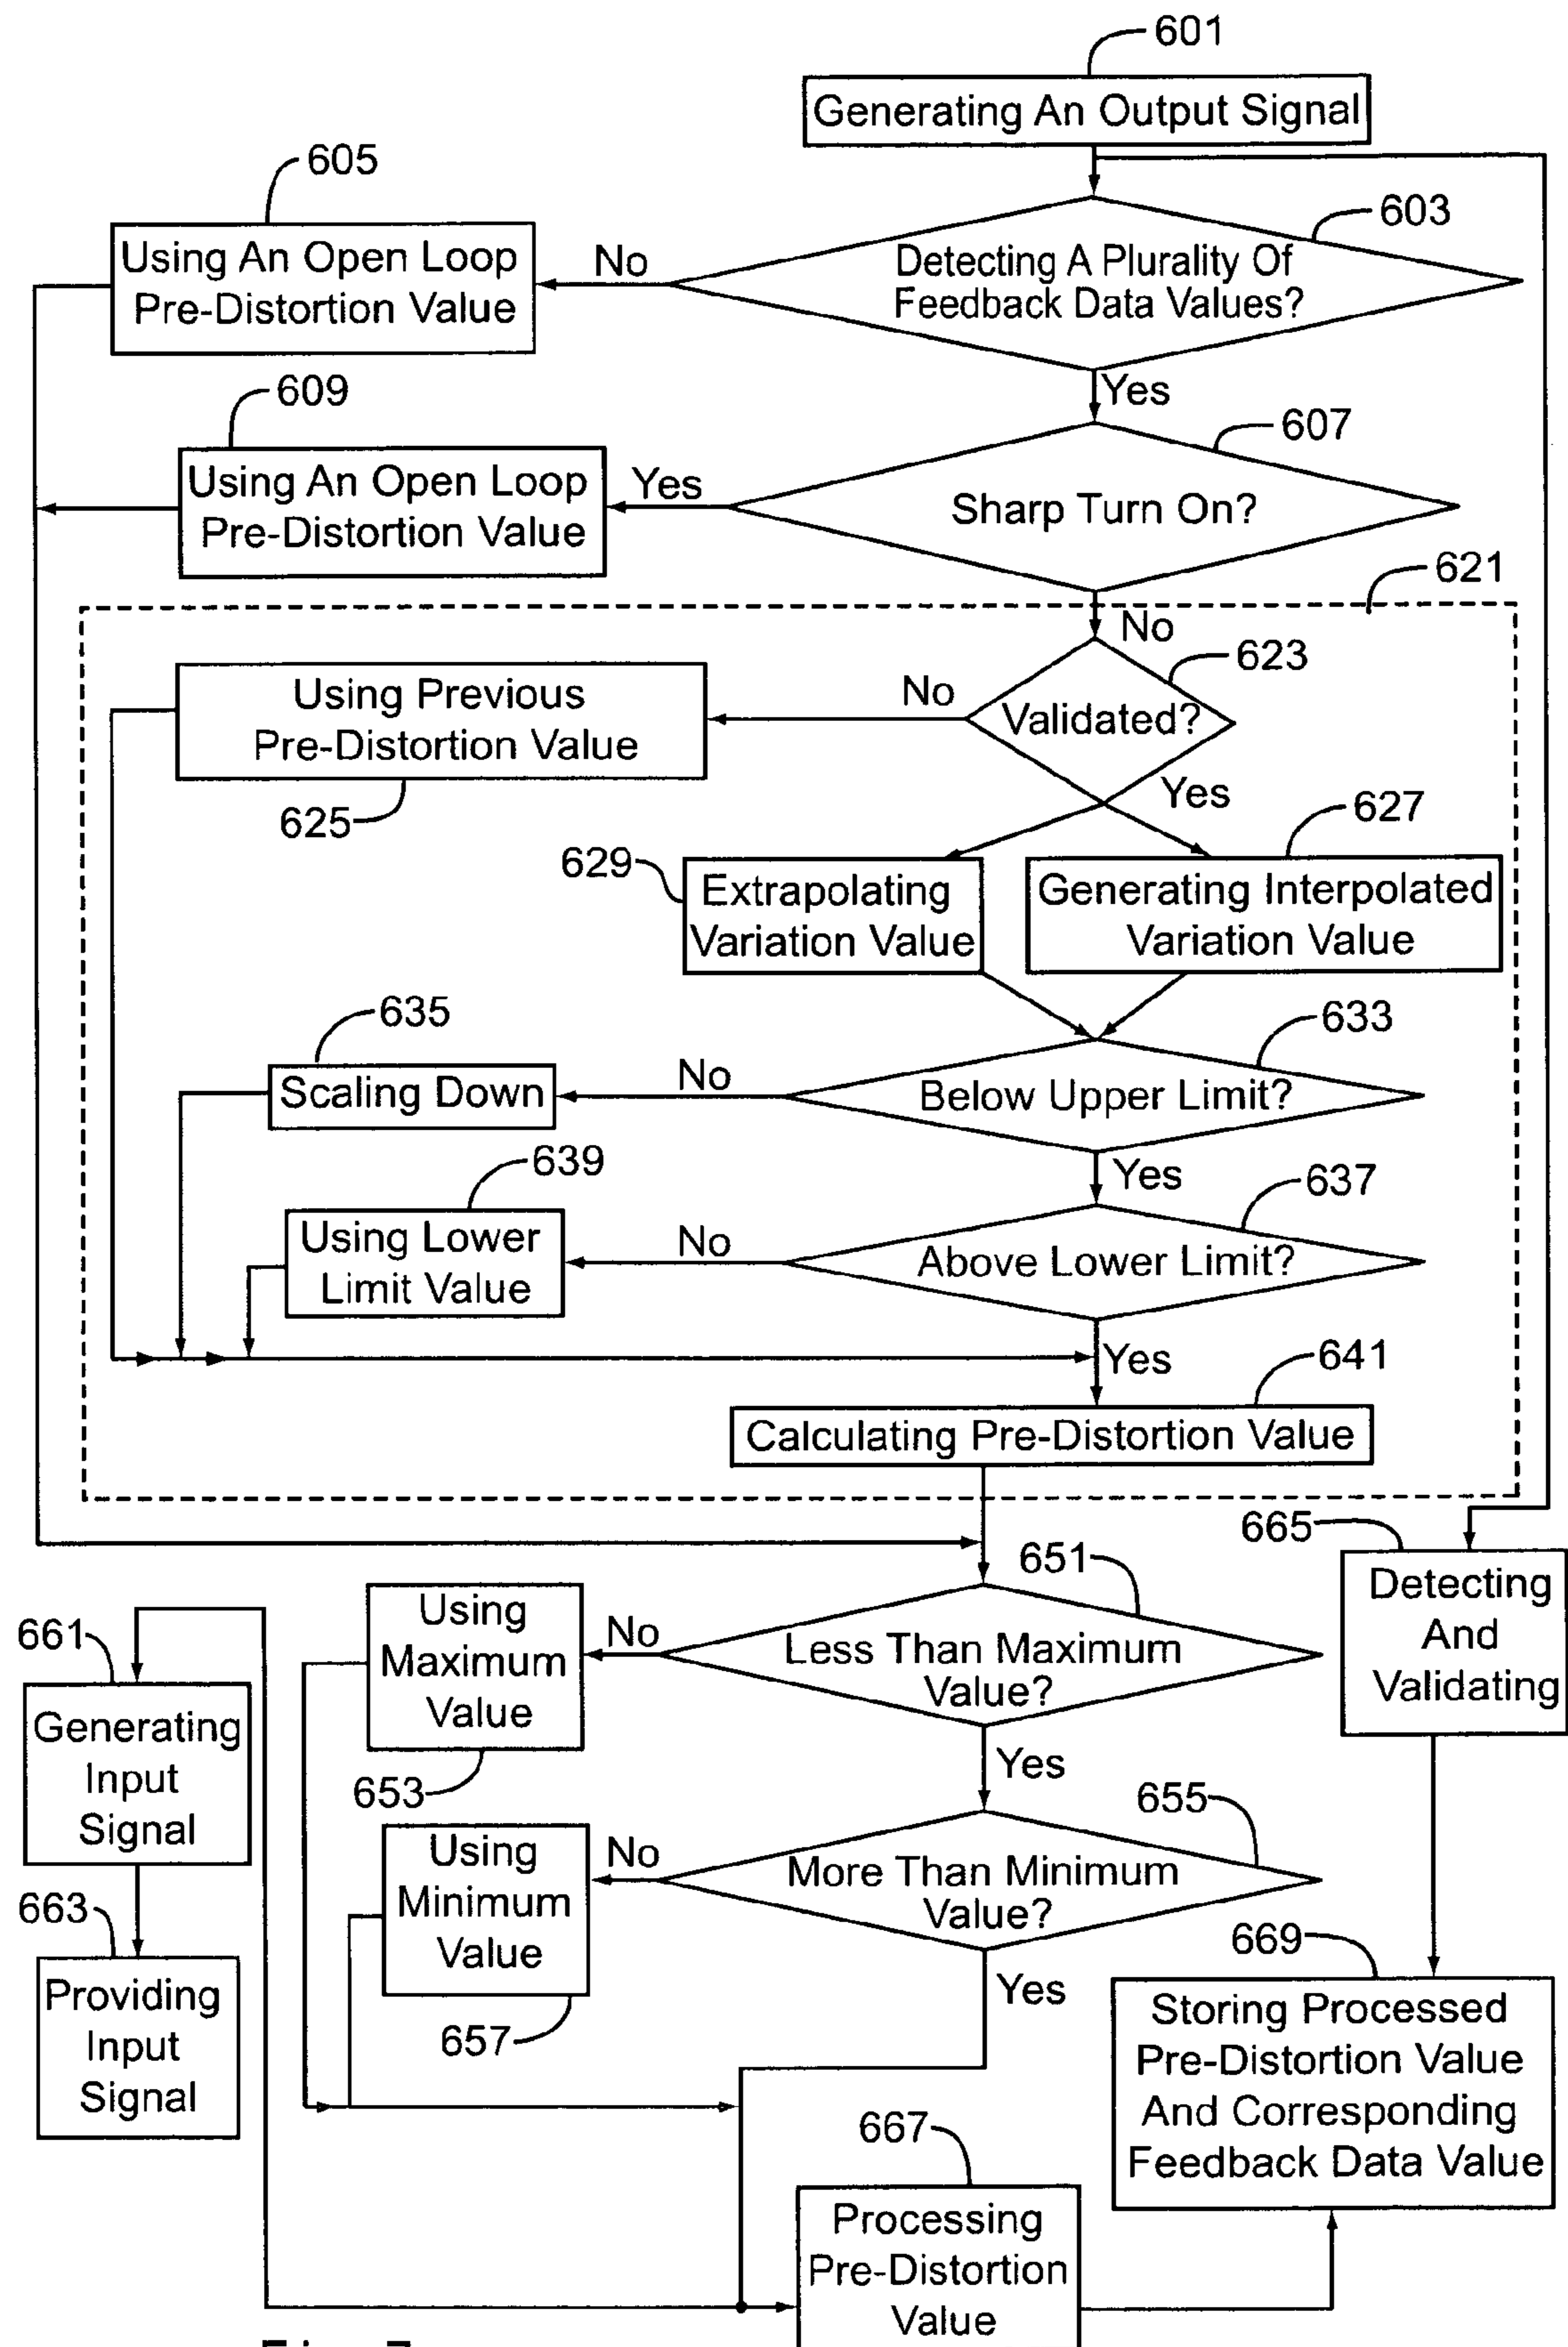 601
Generating An Output Signal
605
603
Using An Open Loop
Pre-Distortion Value
No
Detecting A Plurality Of
Feedback Data Values?
Yes
609
607
Using An Open Loop
Pre-Distortion Value
Yes
Sharp Turn On?
621
No
623
Using Previous
Pre-Distortion Value
No
Validated?
625
Yes
627
629
Extrapolating
Variation Value
Generating Interpolated
Variation Value
635
633
Scaling Down
No
Below Upper Limit?
639
Yes
637
Using Lower
Limit Value
No
Above Lower Limit?
Yes
641
Calculating Pre-Distortion Value
665
651
Detecting
And
Validating
Using
Maximum
Value
No
Less Than Maximum
Value?
661
Generating
Input
Signal
653
Yes
655
Using
Minimum
Value
No
More Than Minimum
Value?
663
Providing
Input
Signal
657
Yes
669
Storing Processed
Pre-Distortion Value
And Corresponding
Feedback Data Value
667
Processing
Pre-Distortion
Value